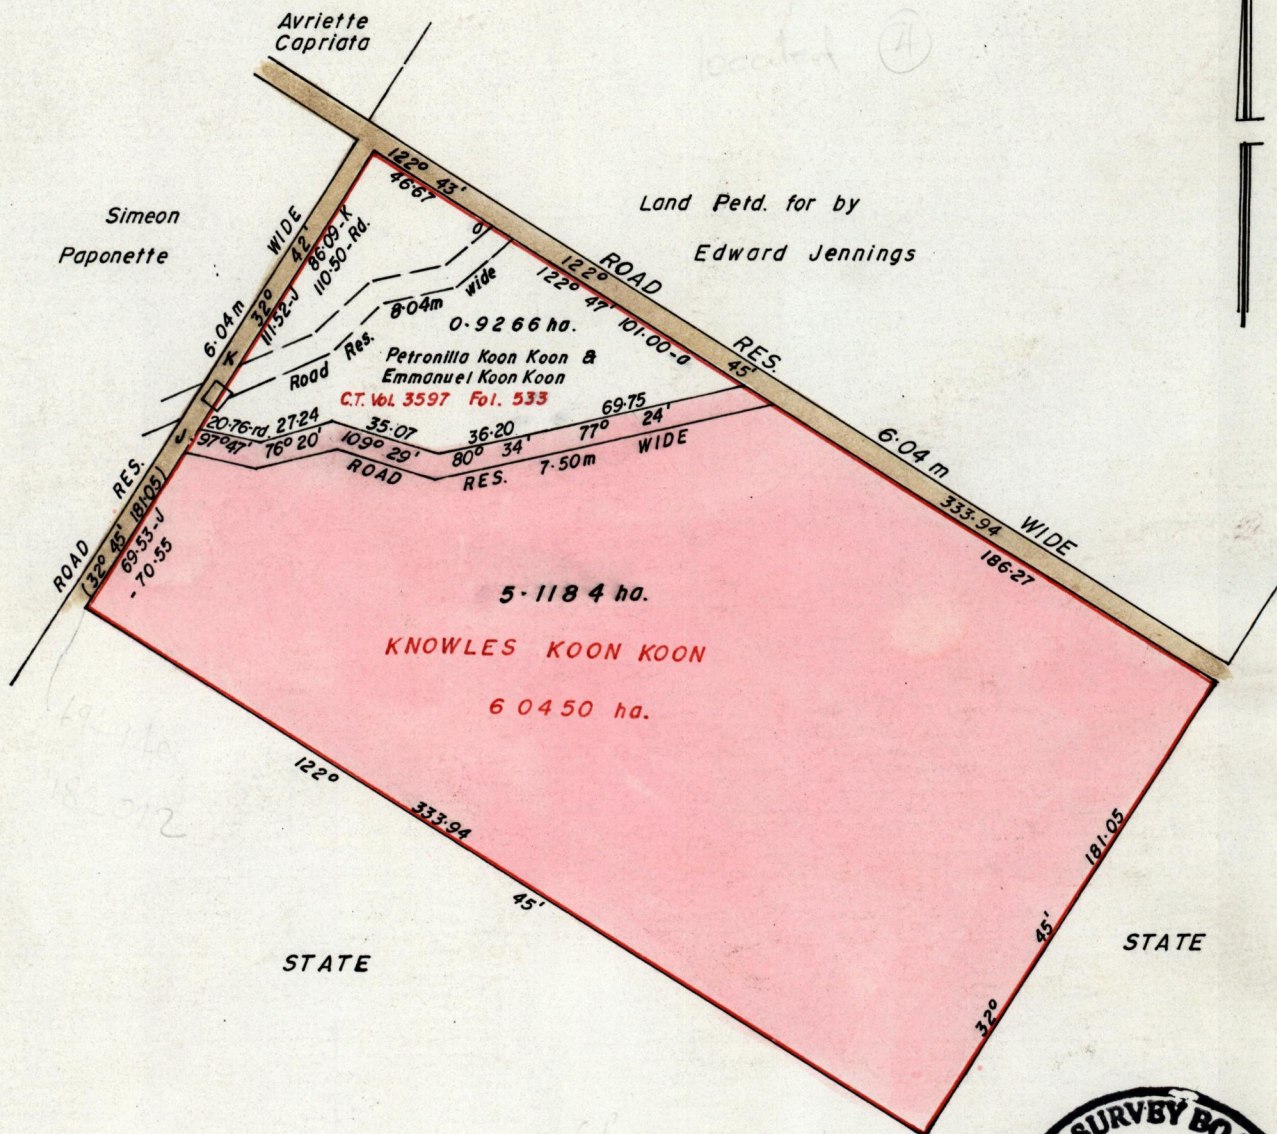 Avriette
Capriata
Simeon
Paponette
Land Petd. for by
Edward Jennings
122° 43'
46·67
ROAD RES. 6·04 m WIDE
122° 45' 333·94
122° 47' 101·00-a
186·27
ROAD RES. 6·04 m WIDE
32° 42'
86·09-K
111·52-J 110·50-Rd.
K
J
(32° 45' 181·05)
69·53-J
- 70·55
Road Res. 8·04m wide
0·9266 ha.
Petronilla Koon Koon &
Emmanuel Koon Koon
C.T. Vol. 3597 Fol. 533
20·76-rd 27·24 35·07 36·20 69·75
97°47' 76° 20' 109° 29' 80° 34' 77° 24'
ROAD RES. 7·50m WIDE
5·1184 ha.
KNOWLES KOON KOON
6 0450 ha.
122° 333·94 45'
181·05
45'
32°
STATE
STATE
SURVEY BO